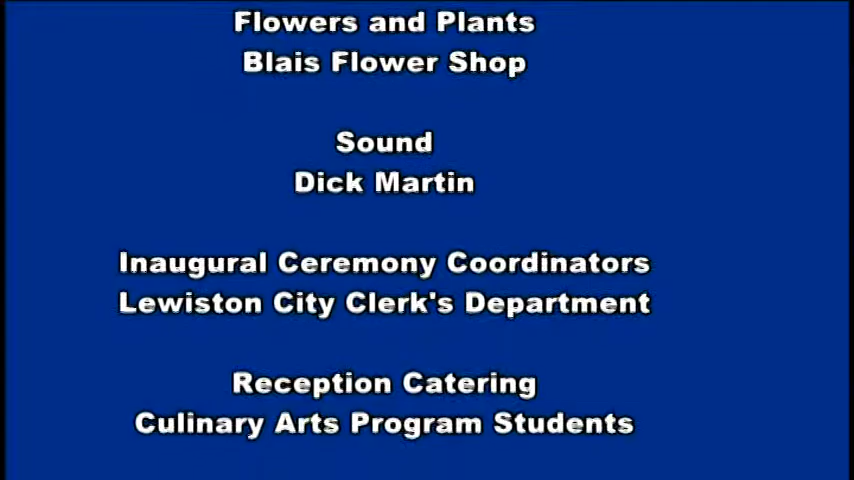 Flowers and Plants
Blais Flower Shop
Sound
Dick Martin
Inaugural Ceremony Coordinators
Lewiston City Clerk's Department
Reception Catering
Culinary Arts Program Students